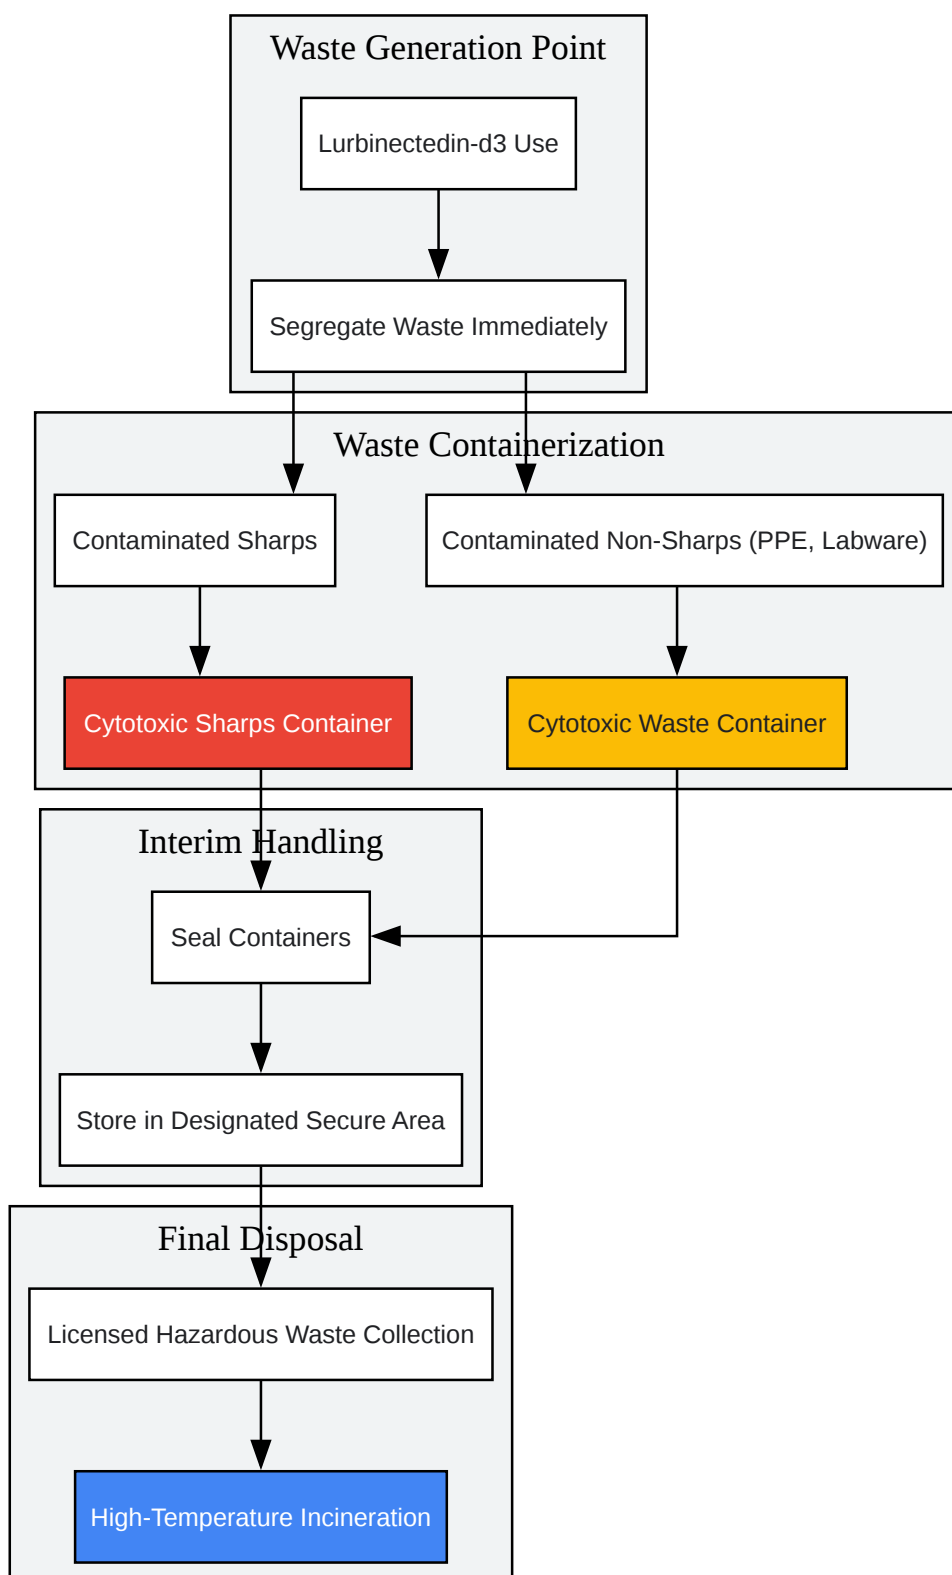 Waste Generation Point
Lurbinectedin-d3 Use
Segregate Waste Immediately
Waste Containerization
Contaminated Sharps
Contaminated Non-Sharps (PPE, Labware)
Cytotoxic Sharps Container
Cytotoxic Waste Container
Interim Handling
Seal Containers
Store in Designated Secure Area
Final Disposal
Licensed Hazardous Waste Collection
High-Temperature Incineration